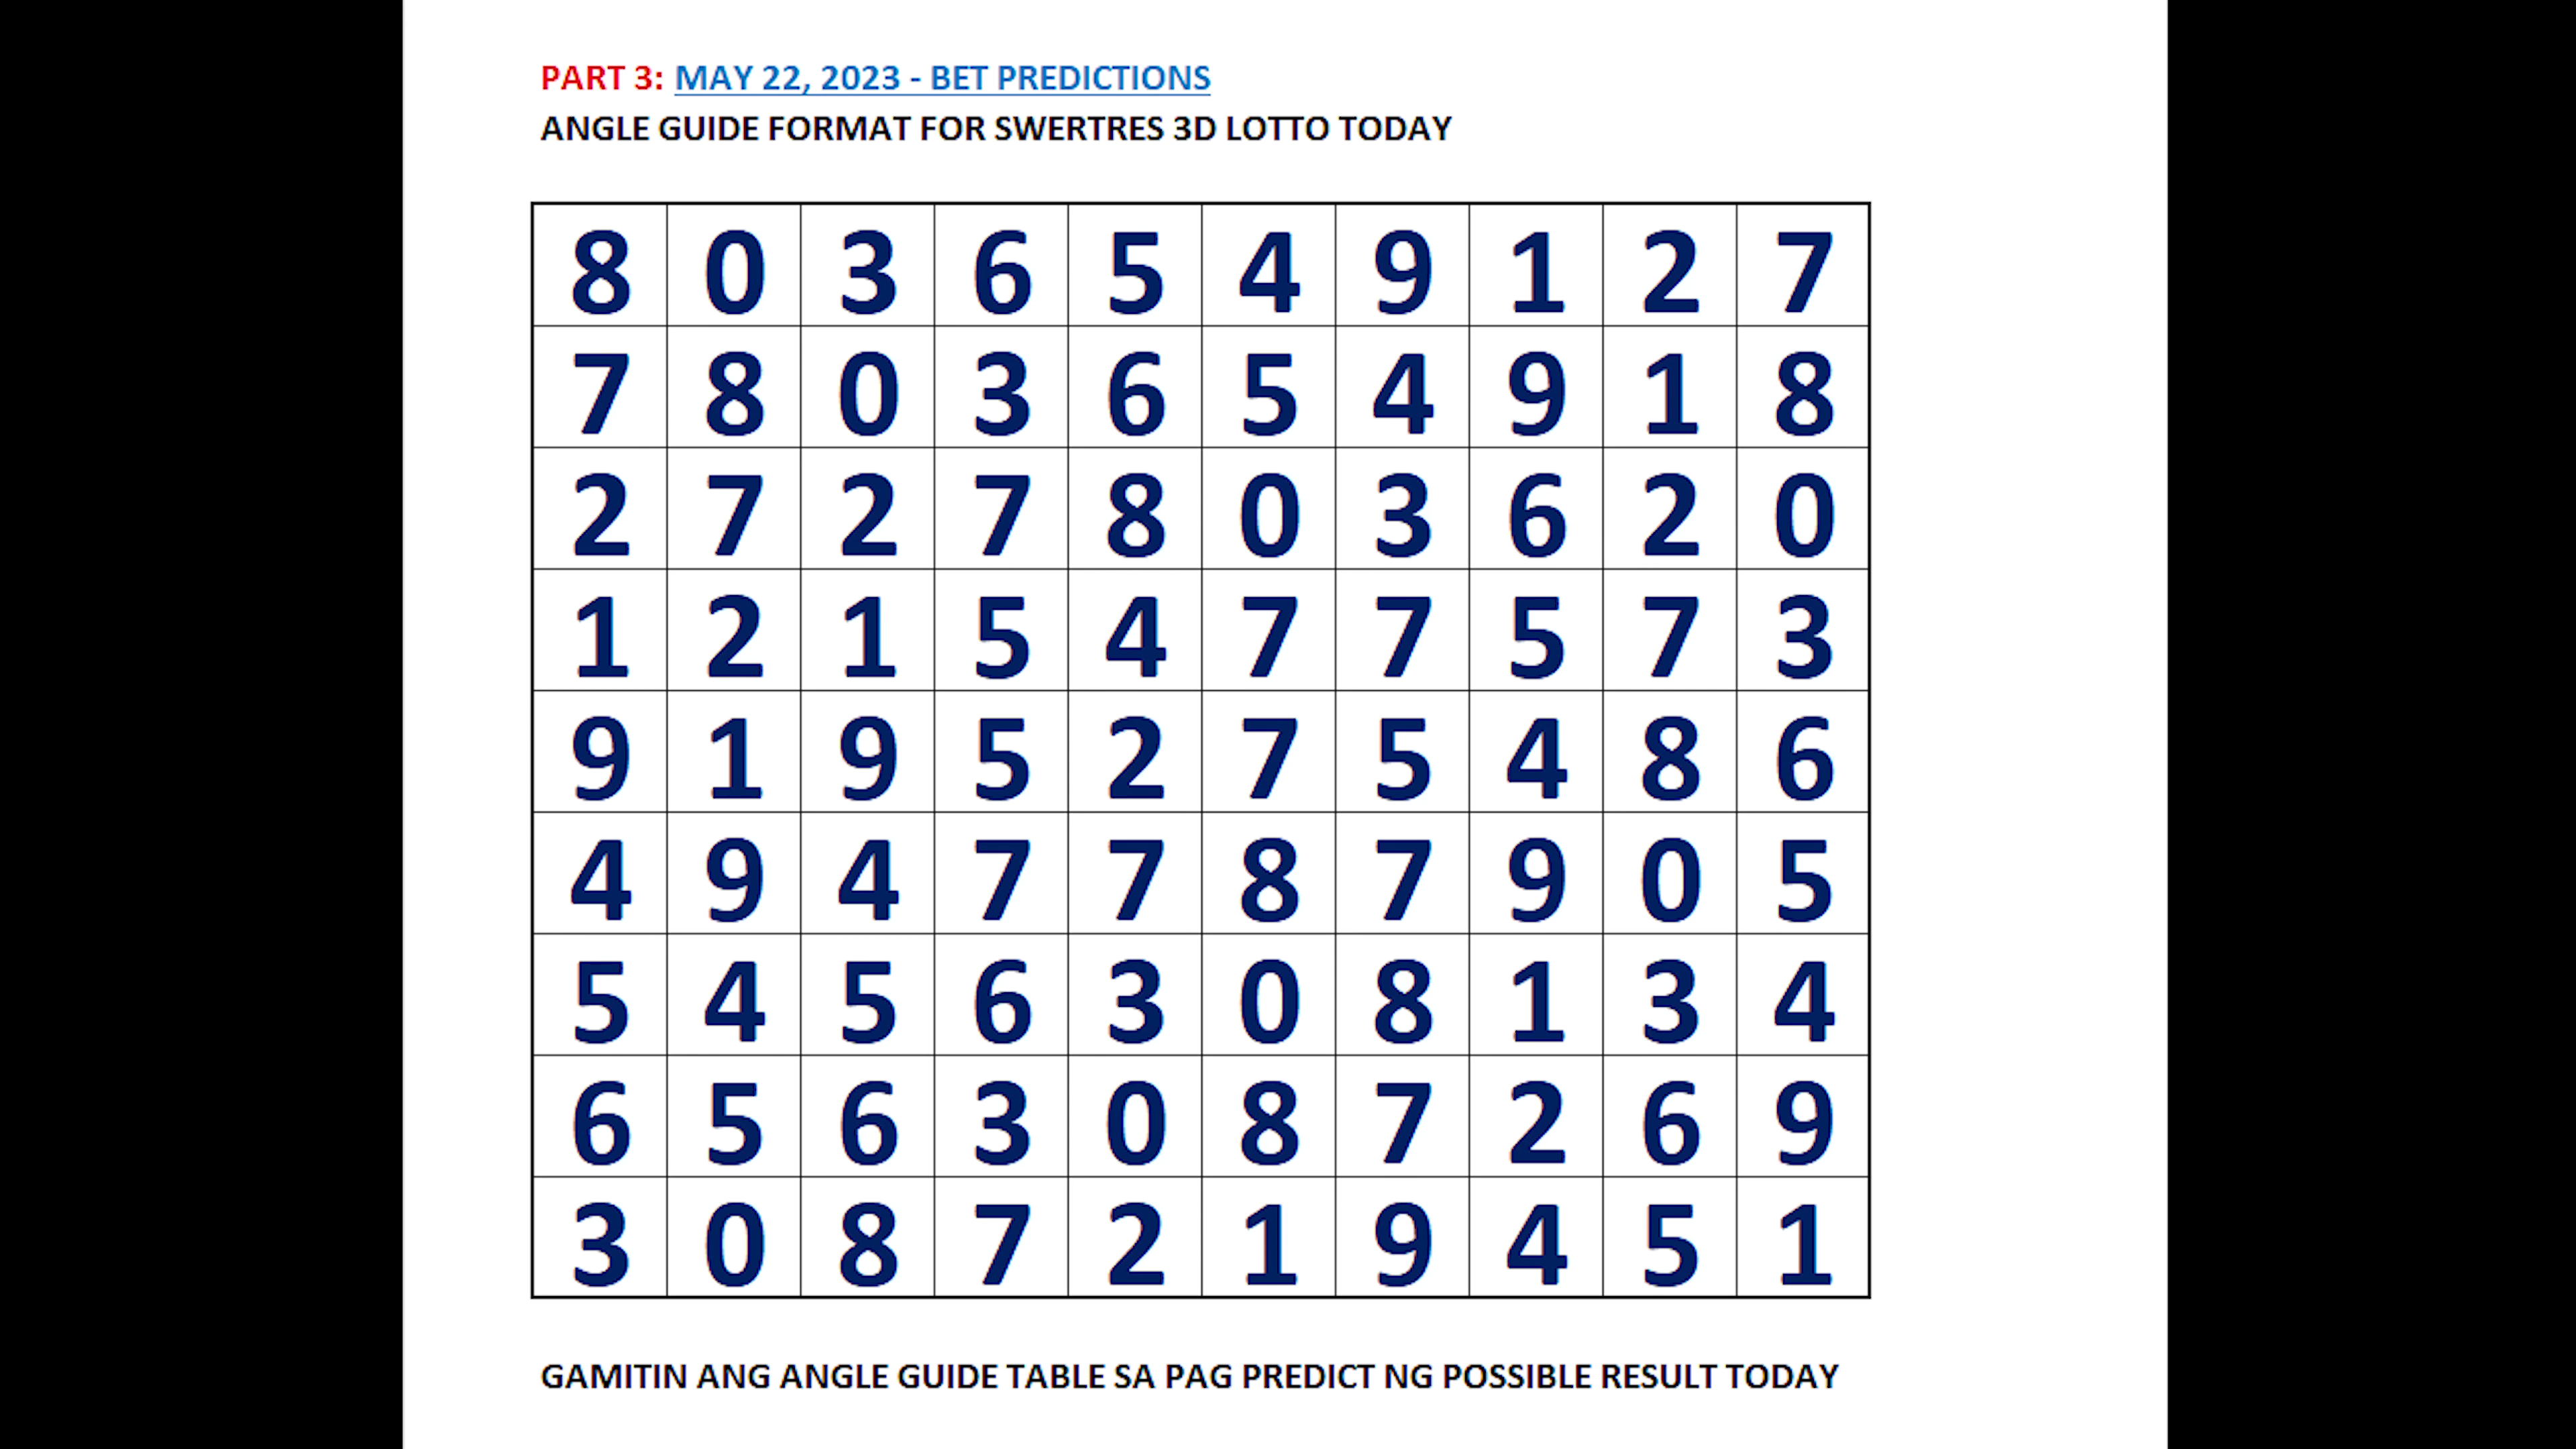 PART 3: MAY 22, 2023 - BET PREDICTIONS
ANGLE GUIDE FORMAT FOR SWERTRES 3D LOTTO TODAY
8 0 3 6 5 4 9 1 2 7
7 8 0 3 6 5 4 9 1 8
2 7 2 7 8 0 3 6 2 0
1 2 1 5 4 7 7 5 7 3
9 1 9 5 2 7 5 4 8 6
4 9 4 7 7 8 7 9 0 5
5 4 5 6 3 0 8 1 3 4
6 5 6 3 0 8 7 2 6 9
3 0 8 7 2 1 9 4 5 1
GAMITIN ANG ANGLE GUIDE TABLE SA PAG PREDICT NG POSSIBLE RESULT TODAY